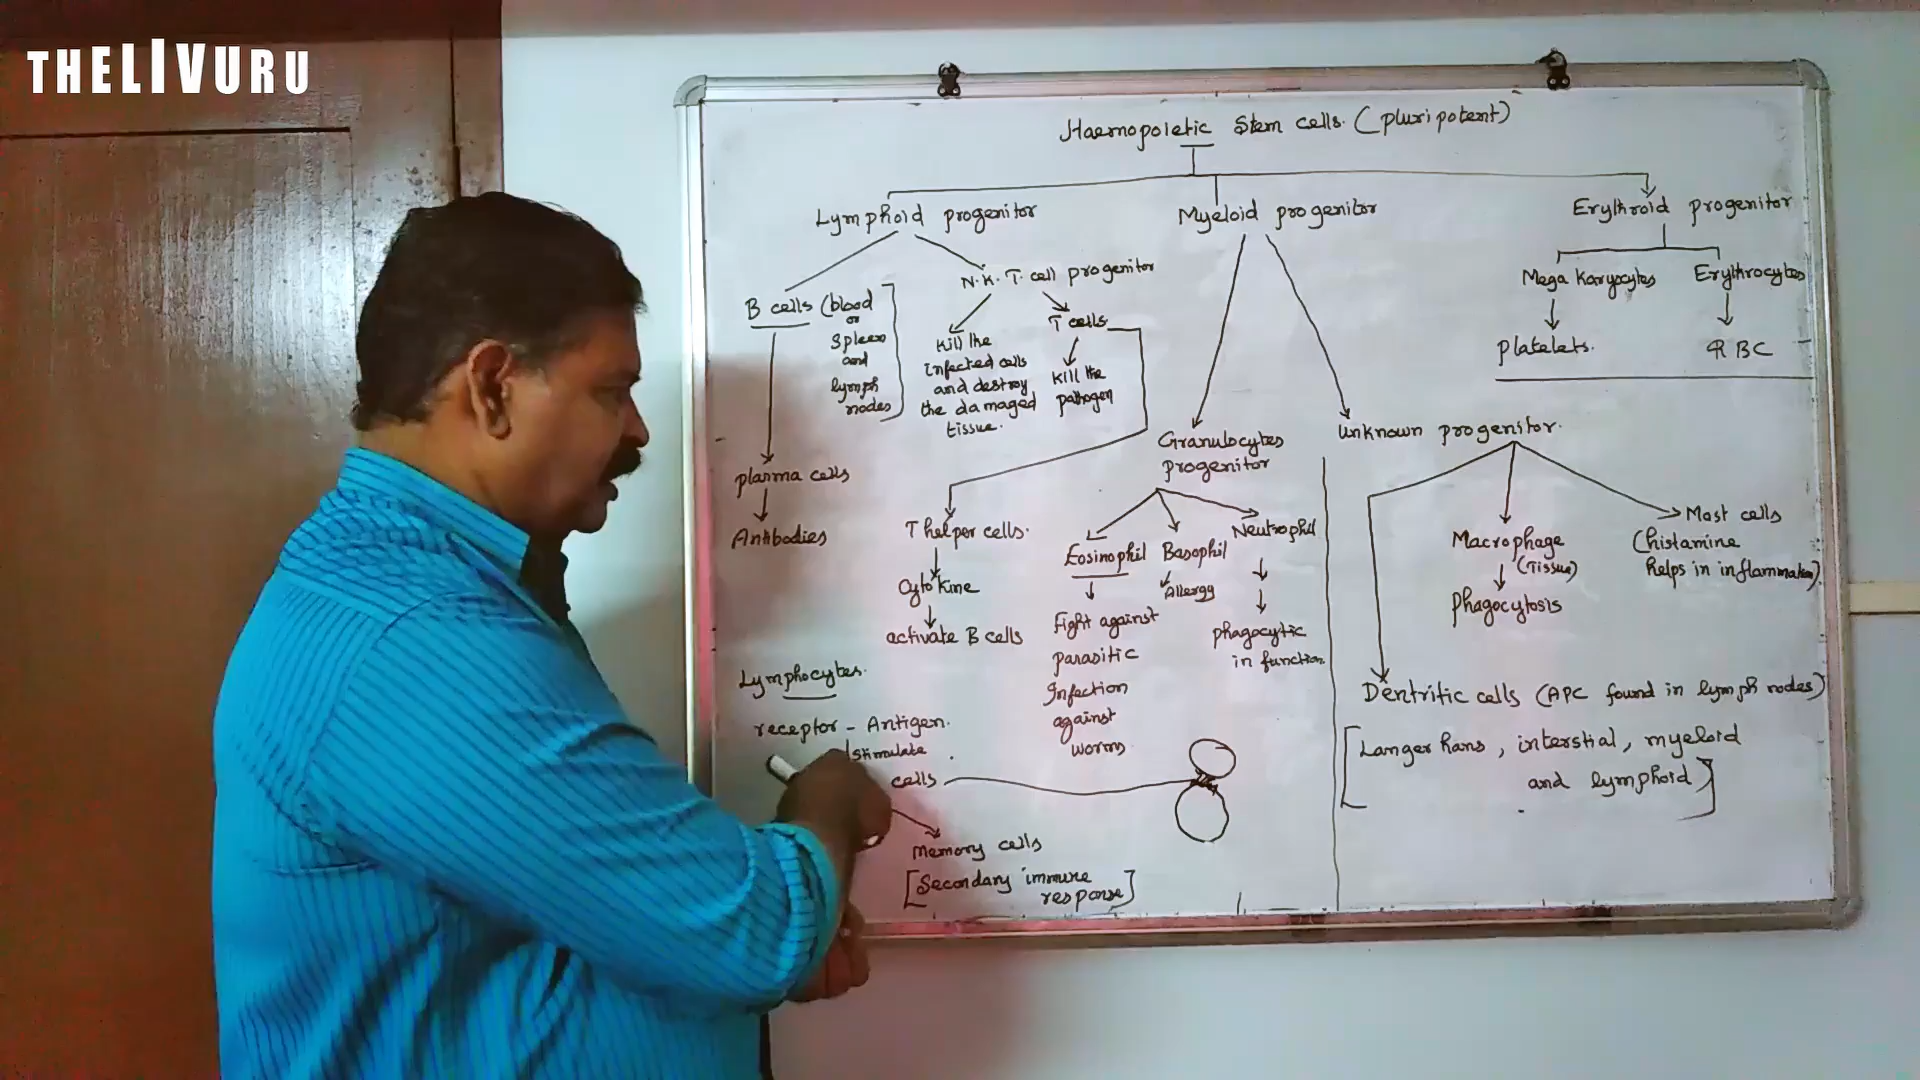 THELIVURU
Haemopoietic Stem cells. (pluripotent)
Lymphoid progenitor
Myeloid progenitor
Erythroid progenitor
B cells (blood
or
Spleen
and
lymph
nodes
N.K. T. cell progenitor
Kill the
infected cells
and destroy
the damaged
tissue.
T cells
Kill the
pathogen
Mega Karyocytes
Erythrocytes
Platelets.
RBC
plasma cells
Antibodies
T helper cells.
Cytokine
activate B cells
Granulocytes
progenitor
Eosinophil
Basophil
Neutrophil
Fight against
parasitic
Infection
against
worms
Allergy
phagocytic
in function
Unknown progenitor.
Macrophage
(Tissue)
Phagocytosis
Mast cells
(histamine
helps in inflammation)
Dentritic cells (APC found in lymph nodes)
[Langerhans, interstial, myeloid
and lymphoid]
Lymphocytes.
receptor - Antigen.
Stimulate
cells
Memory cells
[Secondary immune
response]